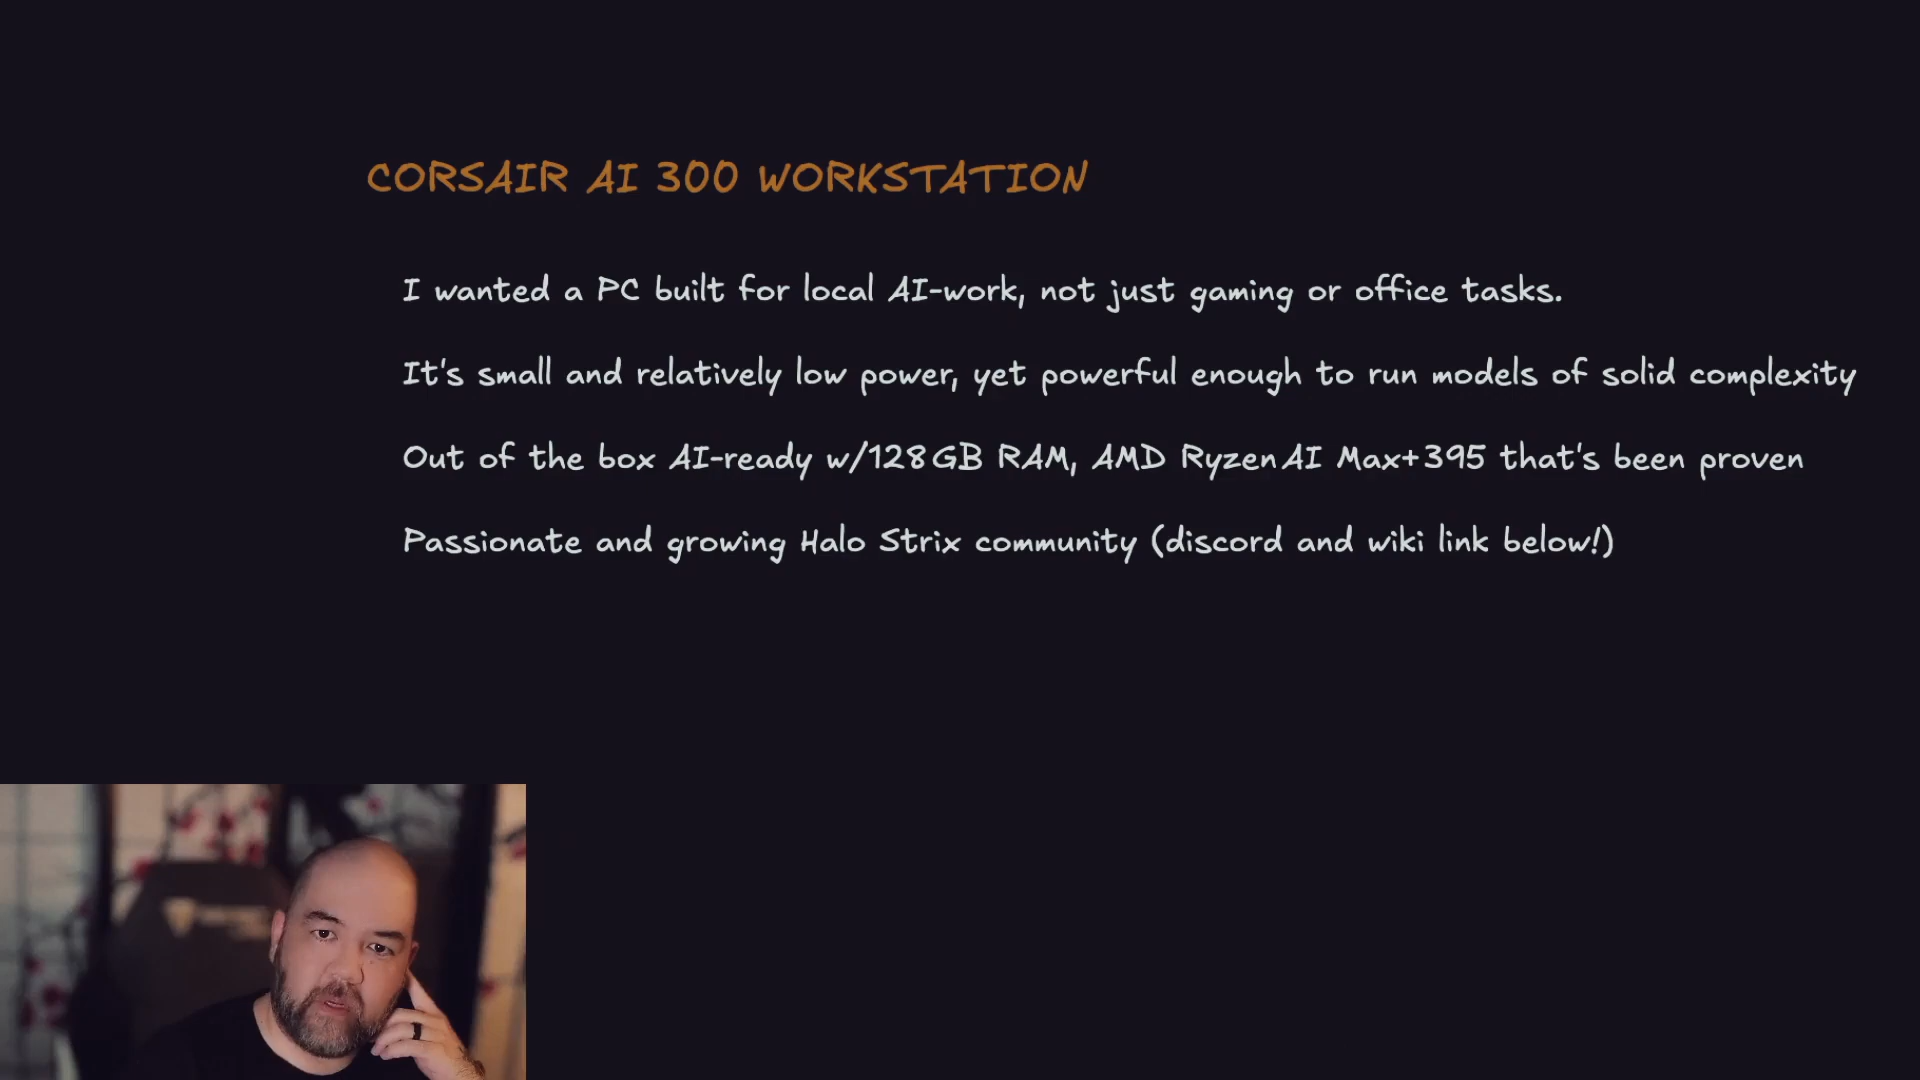 CORSAIR AI 300 WORKSTATION
I wanted a PC built for local AI-work, not just gaming or office tasks.
It's small and relatively low power, yet powerful enough to run models of solid complexity
Out of the box AI-ready w/128GB RAM, AMD RyzenAI Max+395 that's been proven
Passionate and growing Halo Strix community (discord and wiki link below!)